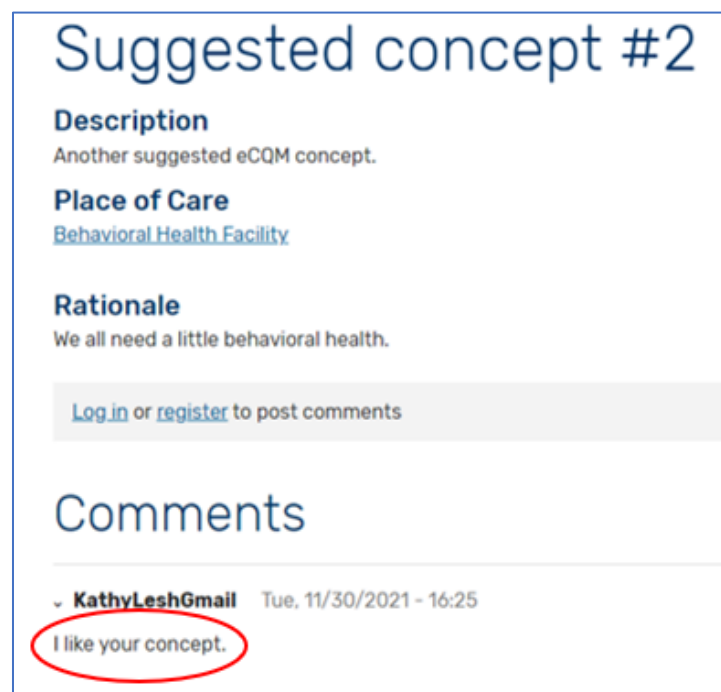 Suggested concept #2
Description
Another suggested eCQM concept.
Place of Care
Behavioral Health Facility
Rationale
We all need a little behavioral health.
Log in or register to post comments
Comments
KathyLeshGmail Tue, 11/30/2021 - 16:25
I like your concept.